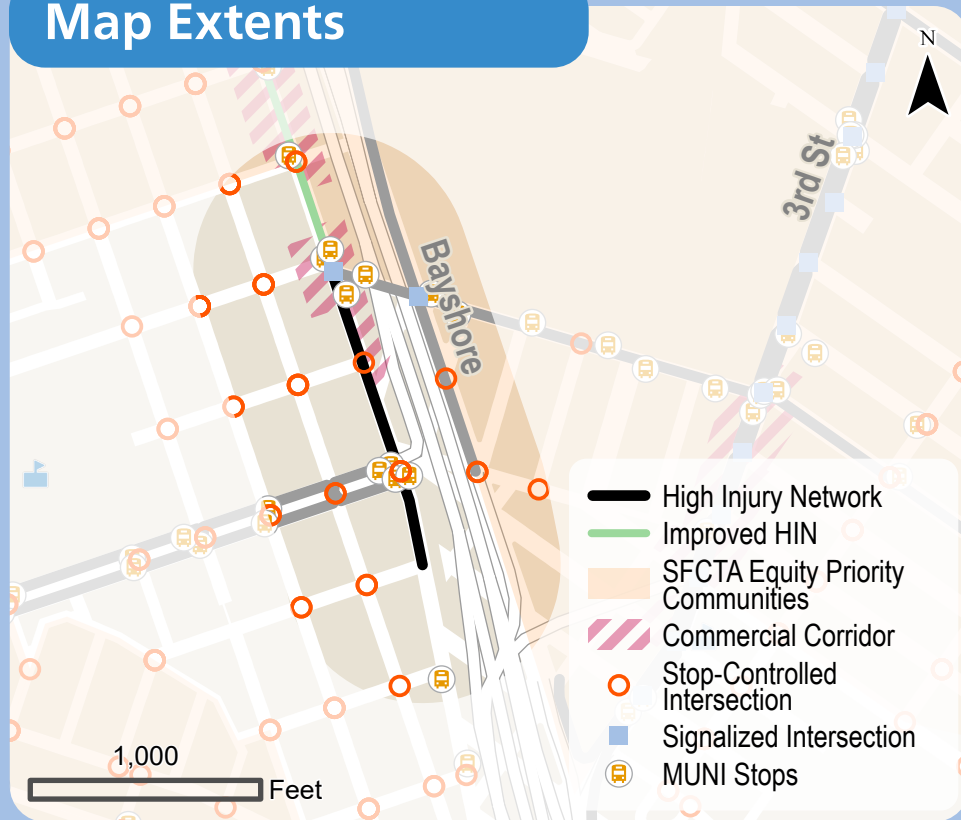 Map Extents
N
3rd St
Bayshore
High Injury Network
Improved HIN
SFCTA Equity Priority
Communities
Commercial Corridor
Stop-Controlled
Intersection
Signalized Intersection
MUNI Stops
1,000
Feet